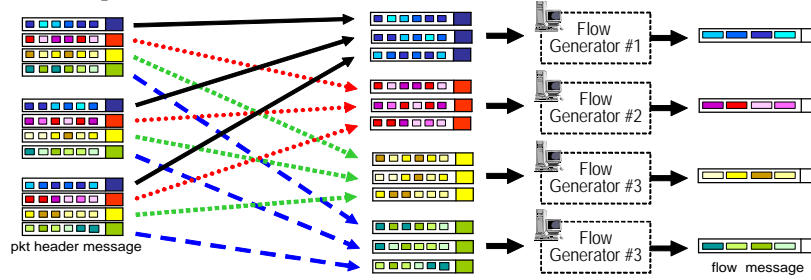 Flow
Generator #1
Flow
Generator #2
Flow
Generator #3
Flow
Generator #3
pkt header message
flow message